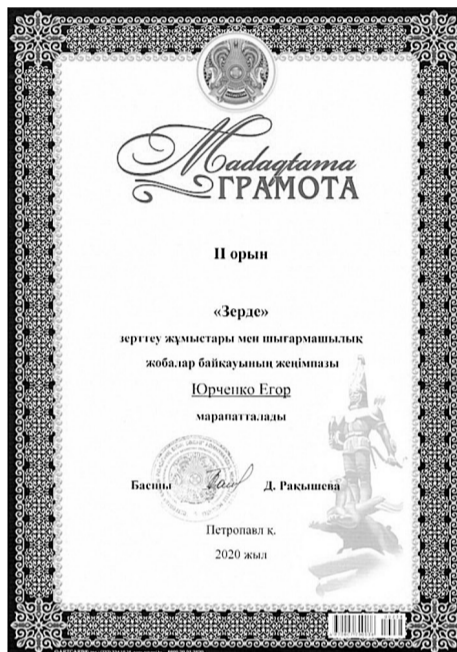 Madaqtama
ГРАМОТА
II орын
«Зерде»
зерттеу жұмыстары мен шығармашылық
жобалар байқауының жеңімпазы
Юрченко Егор
марапатталады
Басшы Д. Ракышева
Петропавл қ.
2020 жыл